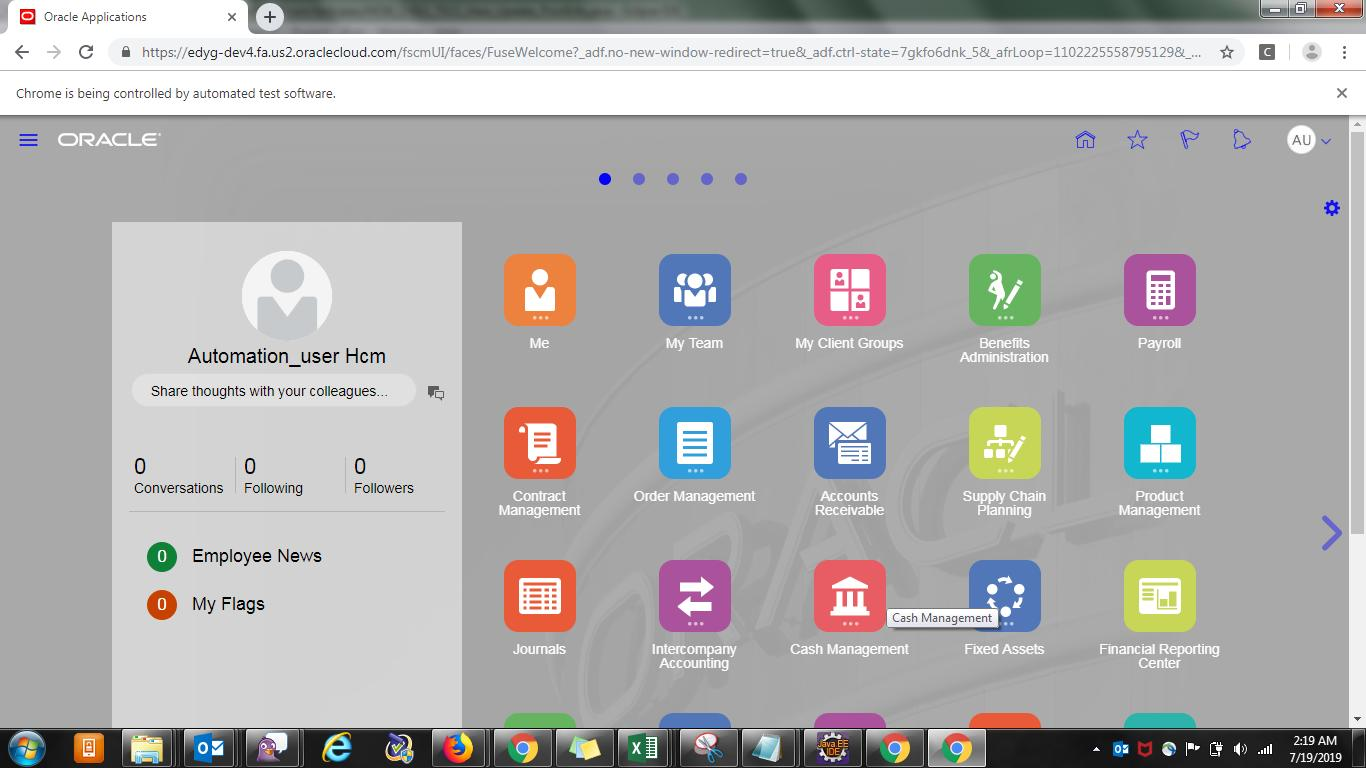 Oracle Applications
https://edyg-dev4.fa.us2.oraclecloud.com/fscmUI/faces/FuseWelcome?_adf.no-new-window-redirect=true&_adf.ctrl-state=7gkfo6dnk_5&_afrLoop=1102225558795129&_...
C
Chrome is being controlled by automated test software.
ORACLE
AU
Automation_user Hcm
Share thoughts with your colleagues...
0
Conversations
0
Following
0
Followers
0 Employee News
0 My Flags
Me
My Team
My Client Groups
Benefits
Administration
Payroll
Contract
Management
Order Management
Accounts
Receivable
Supply Chain
Planning
Product
Management
Journals
Intercompany
Accounting
Cash Management
Cash Management
Fixed Assets
Financial Reporting
Center
Java EE
IDE
2:19 AM
7/19/2019